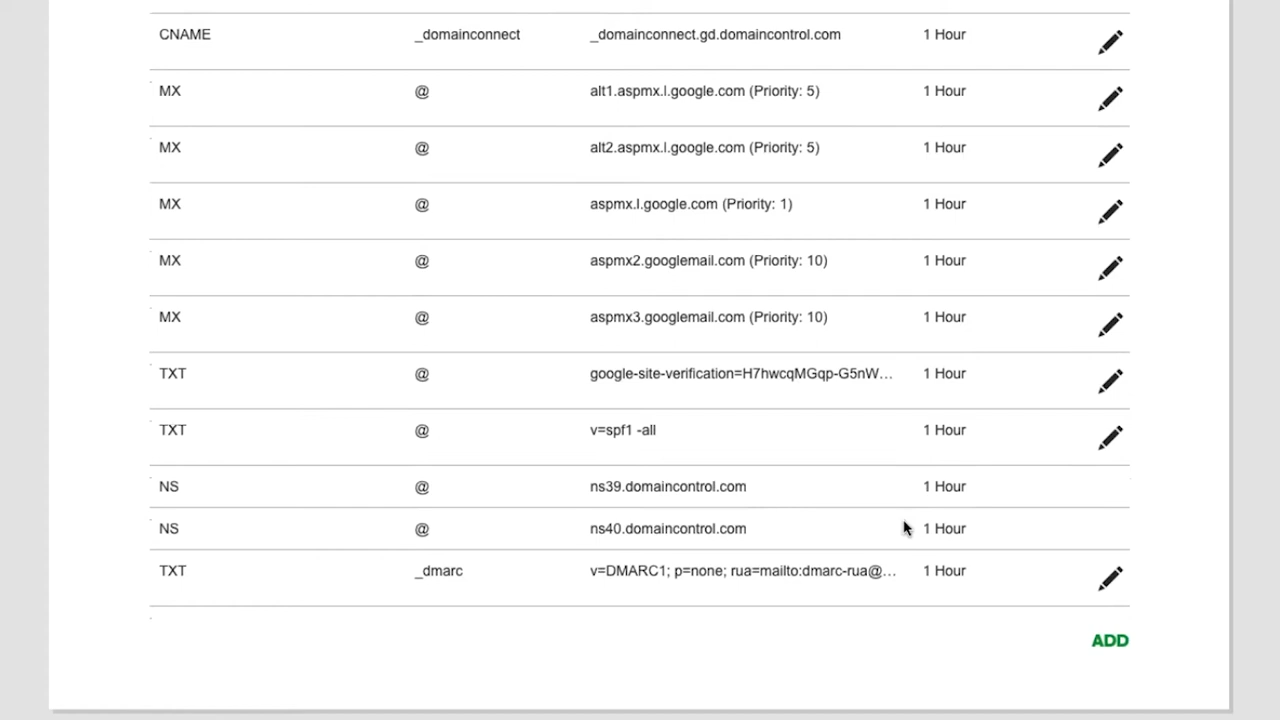 CNAME _domainconnect _domainconnect.gd.domaincontrol.com 1 Hour
MX @ alt1.aspmx.l.google.com (Priority: 5) 1 Hour
MX @ alt2.aspmx.l.google.com (Priority: 5) 1 Hour
MX @ aspmx.l.google.com (Priority: 1) 1 Hour
MX @ aspmx2.googlemail.com (Priority: 10) 1 Hour
MX @ aspmx3.googlemail.com (Priority: 10) 1 Hour
TXT @ google-site-verification=H7hwcqMGqp-G5nW... 1 Hour
TXT @ v=spf1 -all 1 Hour
NS @ ns39.domaincontrol.com 1 Hour
NS @ ns40.domaincontrol.com 1 Hour
TXT _dmarc v=DMARC1; p=none; rua=mailto:dmarc-rua@... 1 Hour
ADD